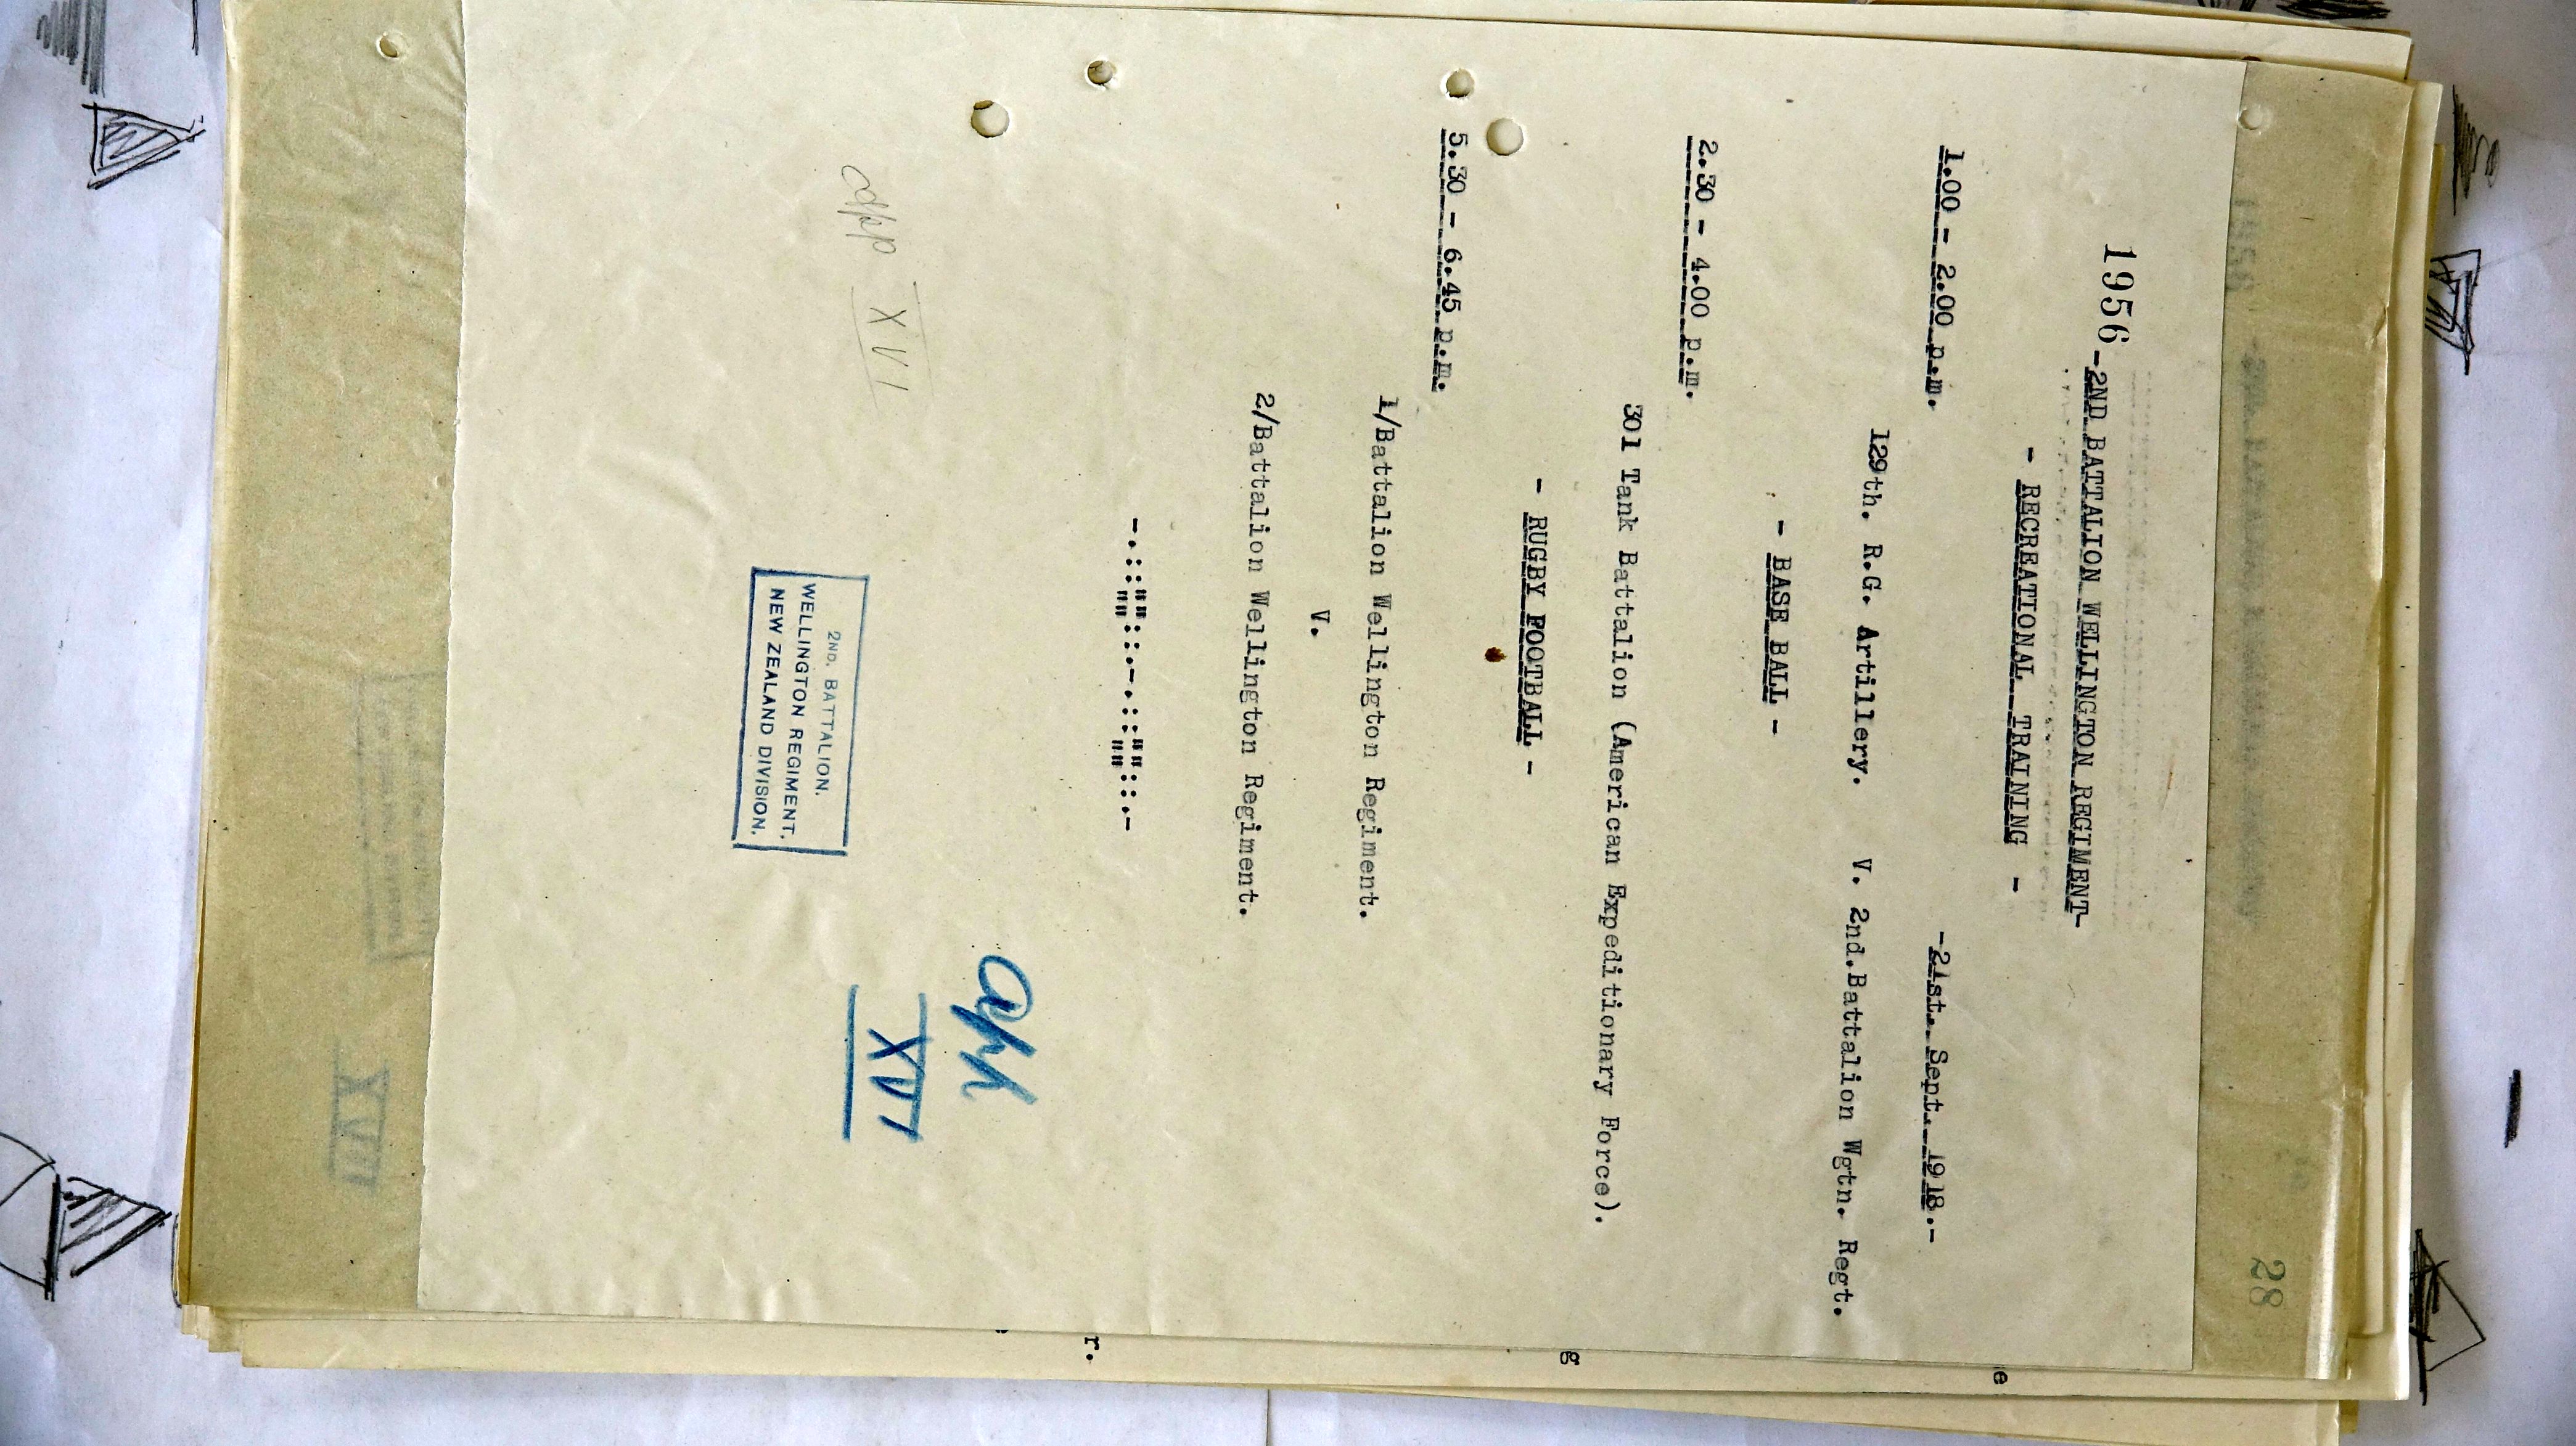 28
1956
-2ND BATTALION WELLINGTON REGIMENT-
- RECREATIONAL TRAINING -
-21st. Sept. 1918.-
1.00 - 2.00 p.m.
129th. R.G. Artillery. V. 2nd.Battalion Wgtn. Regt.
- BASE BALL -
2.30 - 4.00 p.m.
301 Tank Battalion (American Expeditionary Force).
- RUGBY FOOTBALL -
5.30 - 6.45 p.m.
1/Battalion Wellington Regiment.
V.
2/Battalion Wellington Regiment.
app
XVI
2ND. BATTALION.
WELLINGTON REGIMENT,
NEW ZEALAND DIVISION.
app
XVI
e
g
r.